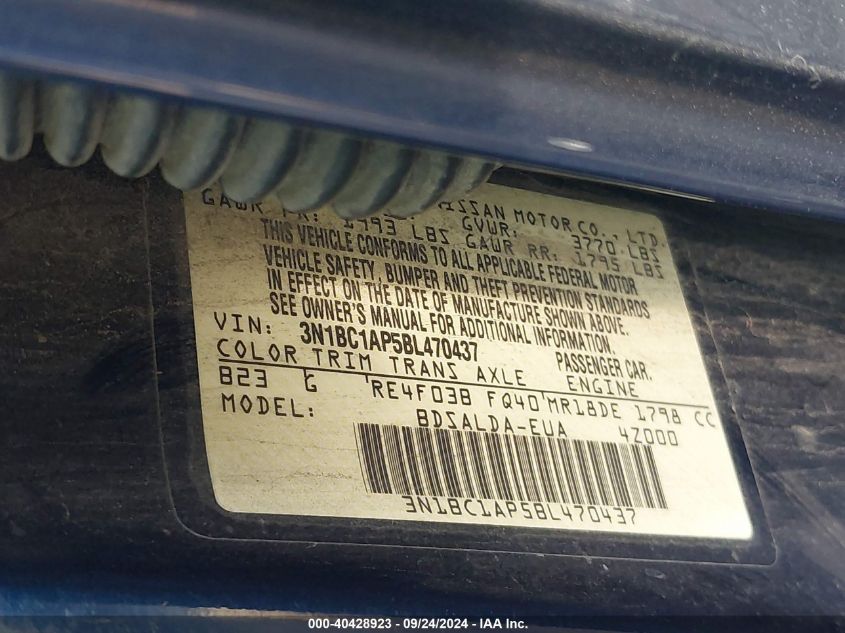 NISSAN MOTOR CO., LTD.
GVWR: 3770 LBS
GAWR FR: 1993 LBS GAWR RR: 1795 LBS
THIS VEHICLE CONFORMS TO ALL APPLICABLE FEDERAL MOTOR
VEHICLE SAFETY, BUMPER AND THEFT PREVENTION STANDARDS
IN EFFECT ON THE DATE OF MANUFACTURE SHOWN ABOVE.
SEE OWNER'S MANUAL FOR ADDITIONAL INFORMATION.
VIN: 3N1BC1AP5BL470437 PASSENGER CAR.
COLOR TRIM TRANS AXLE ENGINE
B23 G RE4F03B FQ40 MR18DE 1798 CC
MODEL: BDSALDA-EUA 4Z000
3N1BC1AP5BL470437
000-40428923 - 09/24/2024 - IAA Inc.